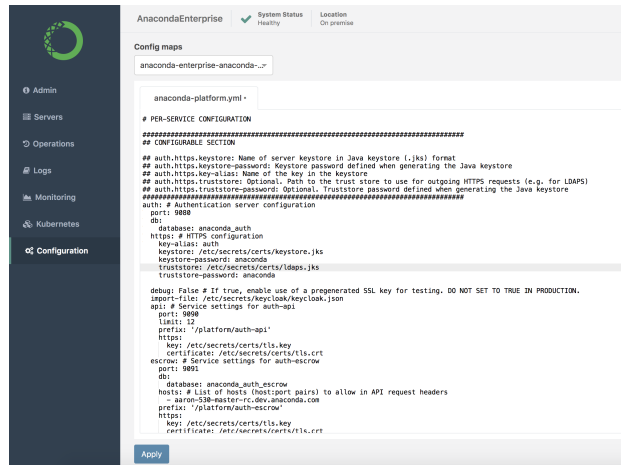 AnacondaEnterprise
System Status
Healthy
Location
On premise
Config maps
anaconda-enterprise-anaconda-...
Admin
Servers
Operations
Logs
Monitoring
Kubernetes
Configuration
anaconda-platform.yml •
# PER-SERVICE CONFIGURATION
################################################################################
## CONFIGURABLE SECTION
## auth.https.keystore: Name of server keystore in Java keystore (.jks) format
## auth.https.keystore-password: Keystore password defined when generating the Java keystore
## auth.https.key-alias: Name of the key in the keystore
## auth.https.truststore: Optional. Path to the trust store to use for outgoing HTTPS requests (e.g. for LDAPS)
## auth.https.truststore-password: Optional. Truststore password defined when generating the Java keystore
################################################################################
auth: # Authentication server configuration
  port: 9080
  db:
    database: anaconda_auth
  https: # HTTPS configuration
    key-alias: auth
    keystore: /etc/secrets/certs/keystore.jks
    keystore-password: anaconda
    truststore: /etc/secrets/certs/ldaps.jks
    truststore-password: anaconda
  debug: False # If true, enable use of a pregenerated SSL key for testing. DO NOT SET TO TRUE IN PRODUCTION.
  import-file: /etc/secrets/keycloak/keycloak.json
  api: # Service settings for auth-api
    port: 9090
    limit: 12
    prefix: '/platform/auth-api'
    https:
      key: /etc/secrets/certs/tls.key
      certificate: /etc/secrets/certs/tls.crt
  escrow: # Service settings for auth-escrow
    port: 9091
    db:
      database: anaconda_auth_escrow
    hosts: # List of hosts (host:port pairs) to allow in API request headers
      - aaron-530-master-rc.dev.anaconda.com
    prefix: '/platform/auth-escrow'
    https:
      key: /etc/secrets/certs/tls.key
      certificate: /etc/secrets/certs/tls.crt
Apply